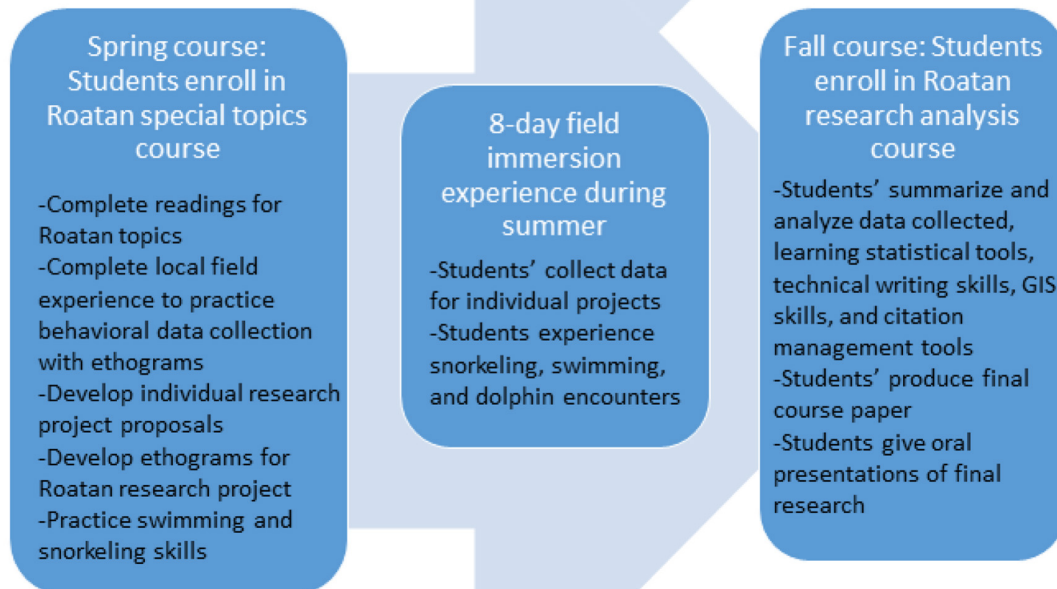 Spring course:
Students enroll in
Roatan special topics
course
-Complete readings for
Roatan topics
-Complete local field
experience to practice
behavioral data collection
with ethograms
-Develop individual research
project proposals
-Develop ethograms for
Roatan research project
-Practice swimming and
snorkeling skills
8-day field
immersion
experience during
summer
-Students’ collect data
for individual projects
-Students experience
snorkeling, swimming,
and dolphin encounters
Fall course: Students
enroll in Roatan
research analysis
course
-Students’ summarize and
analyze data collected,
learning statistical tools,
technical writing skills, GIS
skills, and citation
management tools
-Students’ produce final
course paper
-Students give oral
presentations of final
research